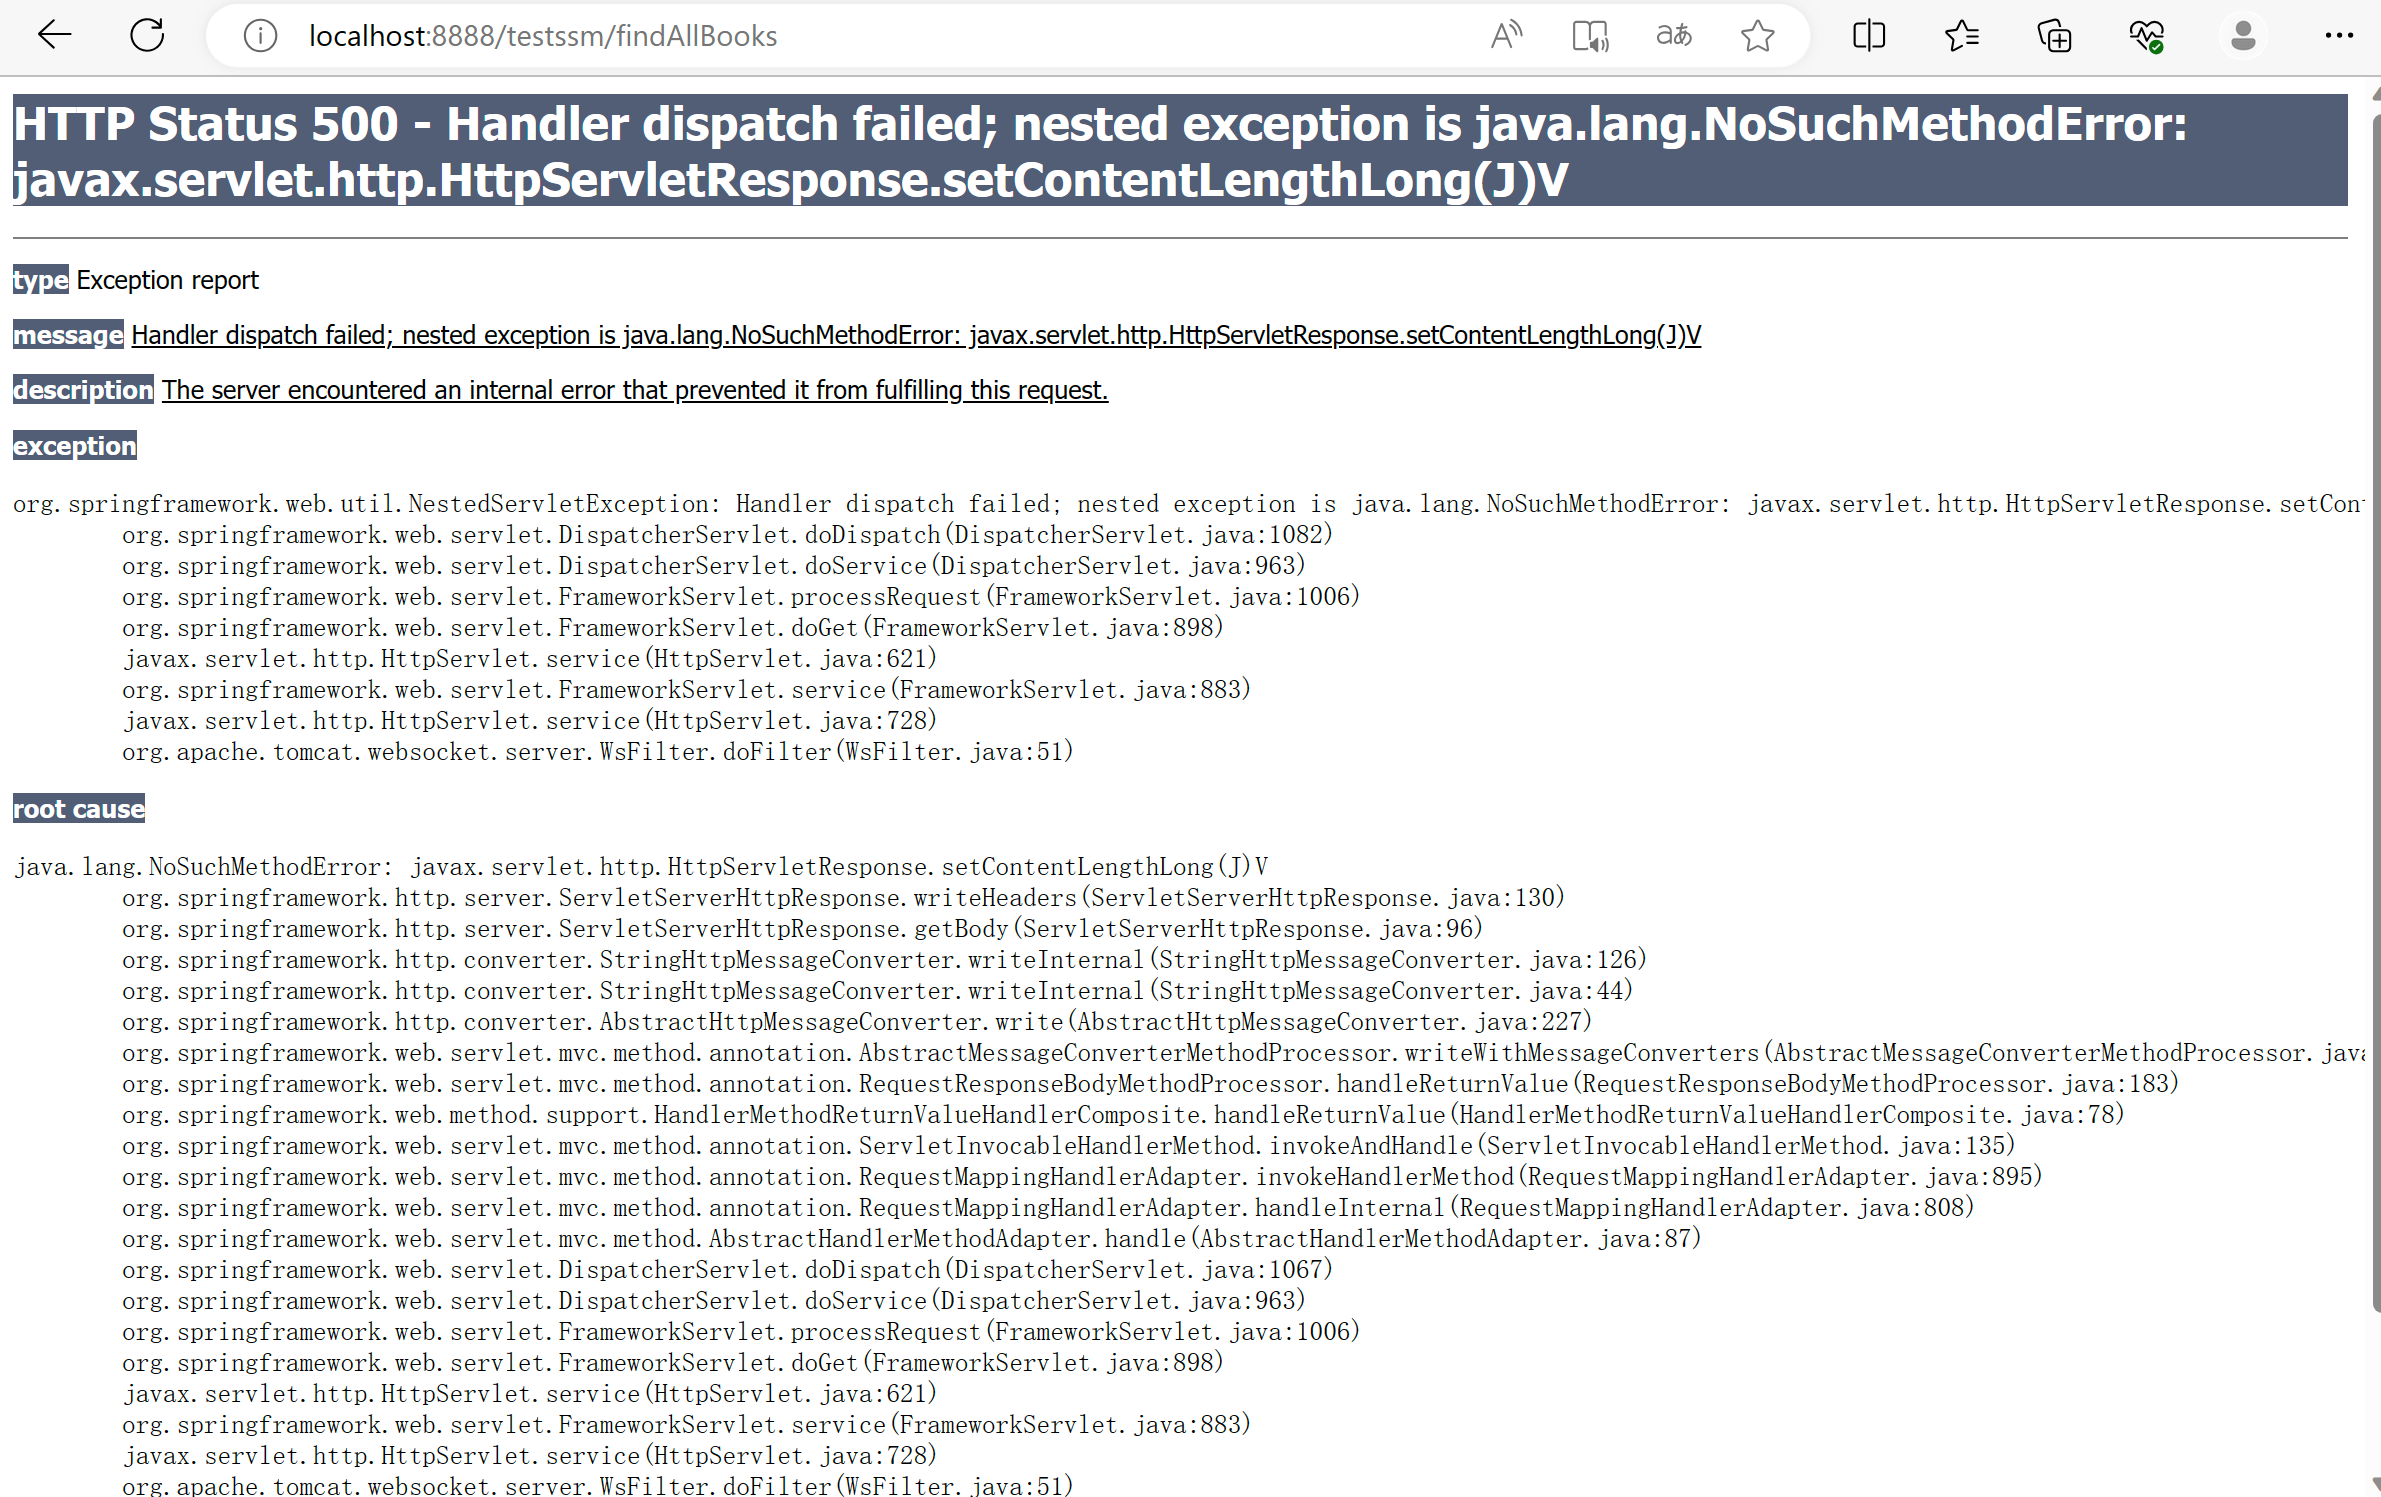 localhost:8888/testssm/findAllBooks
HTTP Status 500 - Handler dispatch failed; nested exception is java.lang.NoSuchMethodError:
javax.servlet.http.HttpServletResponse.setContentLengthLong(J)V
type Exception report
message Handler dispatch failed; nested exception is java.lang.NoSuchMethodError: javax.servlet.http.HttpServletResponse.setContentLengthLong(J)V
description The server encountered an internal error that prevented it from fulfilling this request.
exception
org.springframework.web.util.NestedServletException: Handler dispatch failed; nested exception is java.lang.NoSuchMethodError: javax.servlet.http.HttpServletResponse.setCont
org.springframework.web.servlet.DispatcherServlet.doDispatch(DispatcherServlet.java:1082)
org.springframework.web.servlet.DispatcherServlet.doService(DispatcherServlet.java:963)
org.springframework.web.servlet.FrameworkServlet.processRequest(FrameworkServlet.java:1006)
org.springframework.web.servlet.FrameworkServlet.doGet(FrameworkServlet.java:898)
javax.servlet.http.HttpServlet.service(HttpServlet.java:621)
org.springframework.web.servlet.FrameworkServlet.service(FrameworkServlet.java:883)
javax.servlet.http.HttpServlet.service(HttpServlet.java:728)
org.apache.tomcat.websocket.server.WsFilter.doFilter(WsFilter.java:51)
root cause
java.lang.NoSuchMethodError: javax.servlet.http.HttpServletResponse.setContentLengthLong(J)V
org.springframework.http.server.ServletServerHttpResponse.writeHeaders(ServletServerHttpResponse.java:130)
org.springframework.http.server.ServletServerHttpResponse.getBody(ServletServerHttpResponse.java:96)
org.springframework.http.converter.StringHttpMessageConverter.writeInternal(StringHttpMessageConverter.java:126)
org.springframework.http.converter.StringHttpMessageConverter.writeInternal(StringHttpMessageConverter.java:44)
org.springframework.http.converter.AbstractHttpMessageConverter.write(AbstractHttpMessageConverter.java:227)
org.springframework.web.servlet.mvc.method.annotation.AbstractMessageConverterMethodProcessor.writeWithMessageConverters(AbstractMessageConverterMethodProcessor.java
org.springframework.web.servlet.mvc.method.annotation.RequestResponseBodyMethodProcessor.handleReturnValue(RequestResponseBodyMethodProcessor.java:183)
org.springframework.web.method.support.HandlerMethodReturnValueHandlerComposite.handleReturnValue(HandlerMethodReturnValueHandlerComposite.java:78)
org.springframework.web.servlet.mvc.method.annotation.ServletInvocableHandlerMethod.invokeAndHandle(ServletInvocableHandlerMethod.java:135)
org.springframework.web.servlet.mvc.method.annotation.RequestMappingHandlerAdapter.invokeHandlerMethod(RequestMappingHandlerAdapter.java:895)
org.springframework.web.servlet.mvc.method.annotation.RequestMappingHandlerAdapter.handleInternal(RequestMappingHandlerAdapter.java:808)
org.springframework.web.servlet.mvc.method.AbstractHandlerMethodAdapter.handle(AbstractHandlerMethodAdapter.java:87)
org.springframework.web.servlet.DispatcherServlet.doDispatch(DispatcherServlet.java:1067)
org.springframework.web.servlet.DispatcherServlet.doService(DispatcherServlet.java:963)
org.springframework.web.servlet.FrameworkServlet.processRequest(FrameworkServlet.java:1006)
org.springframework.web.servlet.FrameworkServlet.doGet(FrameworkServlet.java:898)
javax.servlet.http.HttpServlet.service(HttpServlet.java:621)
org.springframework.web.servlet.FrameworkServlet.service(FrameworkServlet.java:883)
javax.servlet.http.HttpServlet.service(HttpServlet.java:728)
org.apache.tomcat.websocket.server.WsFilter.doFilter(WsFilter.java:51)